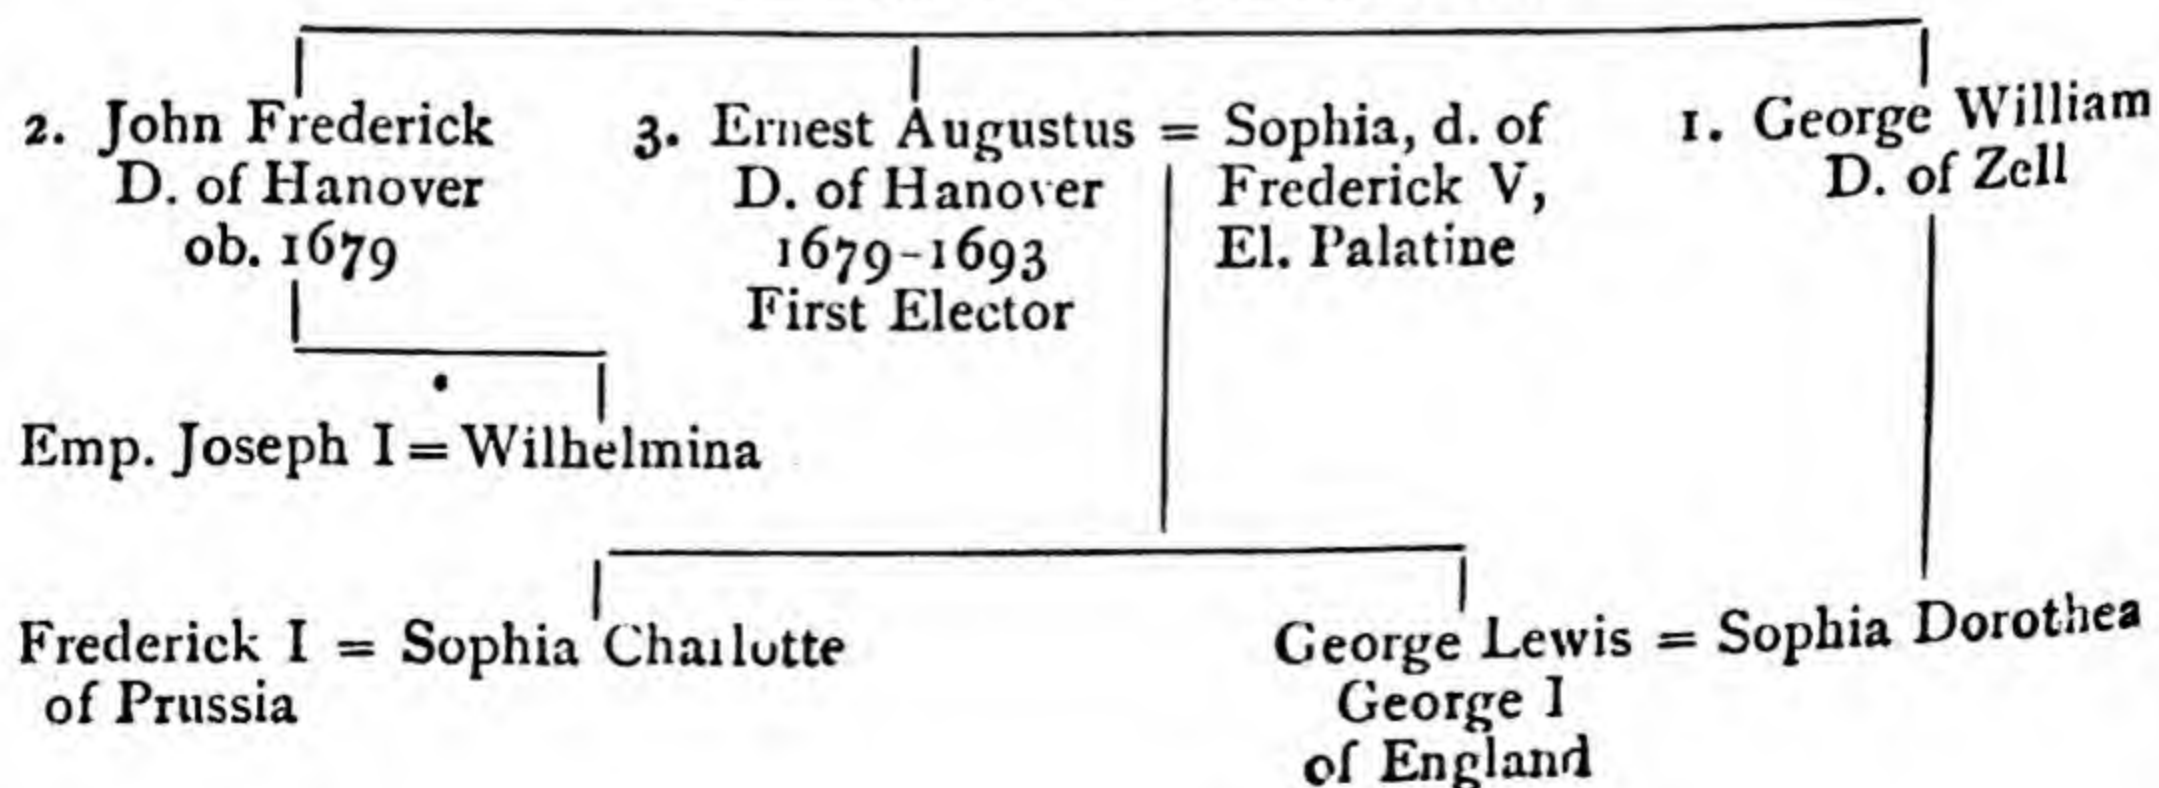 2. John Frederick
D. of Hanover
ob. 1679
3. Ernest Augustus = Sophia, d. of
D. of Hanover
1679-1693
First Elector
Frederick V,
El. Palatine
1. George William
D. of Zell
Emp. Joseph I = Wilhelmina
Frederick I = Sophia Charlotte
of Prussia
George Lewis = Sophia Dorothea
George I
of England